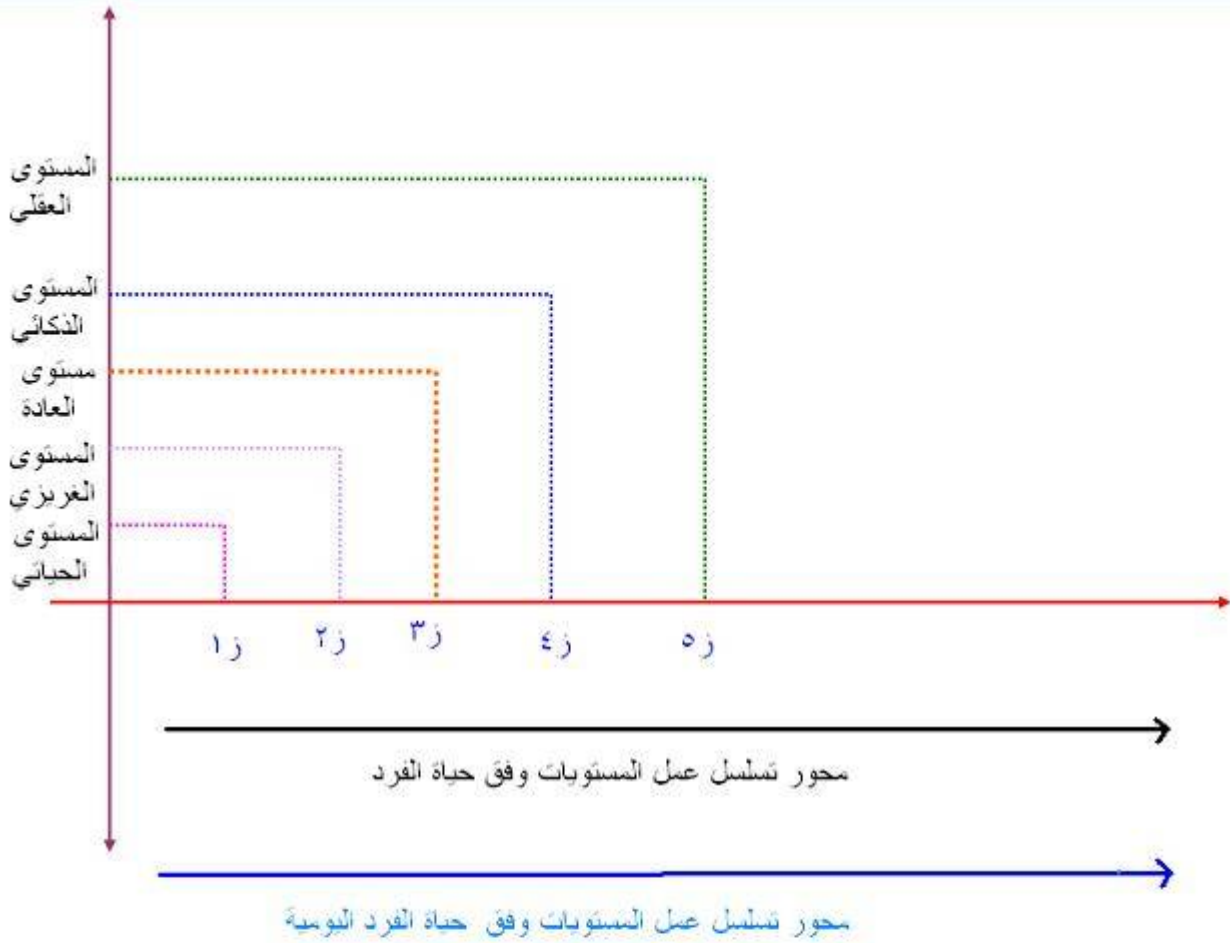 المستوى
العقلي
المستوى
الذكائي
مستوى
العادة
المستوى
الغريزي
المستوى
الحياتي
ز١
ز٢
ز٣
ز٤
ز٥
محور تسلسل عمل المستويات وفق حياة الفرد
محور تسلسل عمل المستويات وفق حياة الفرد اليومية